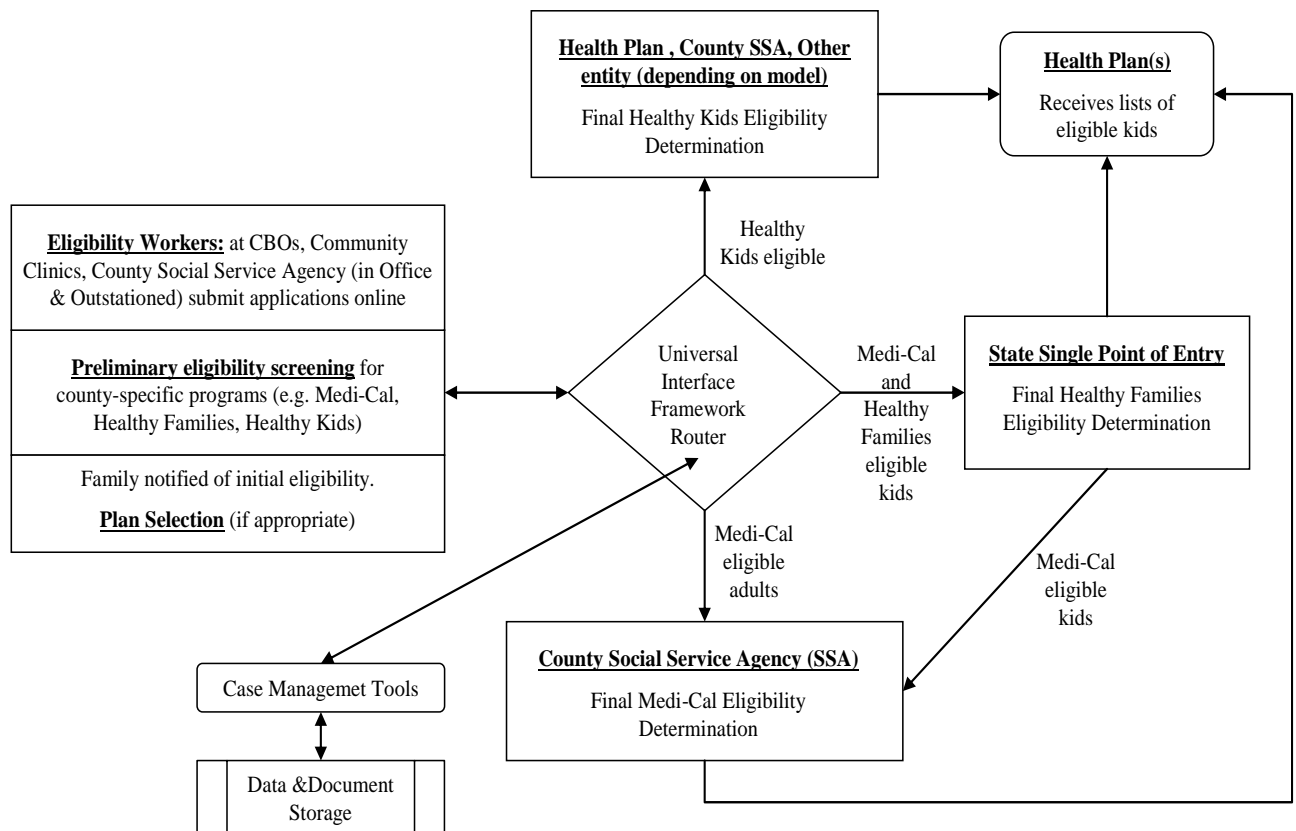 Health Plan , County SSA, Other
entity (depending on model)
Final Healthy Kids Eligibility
Determination
Health Plan(s)
Receives lists of
eligible kids
Eligibility Workers: at CBOs, Community
Clinics, County Social Service Agency (in Office
& Outstationed) submit applications online
Preliminary eligibility screening for
county-specific programs (e.g. Medi-Cal,
Healthy Families, Healthy Kids)
Family notified of initial eligibility.
Plan Selection (if appropriate)
Healthy
Kids eligible
Universal
Interface
Framework
Router
Medi-Cal
and
Healthy
Families
eligible
kids
State Single Point of Entry
Final Healthy Families
Eligibility Determination
Medi-Cal
eligible
adults
Medi-Cal
eligible
kids
County Social Service Agency (SSA)
Final Medi-Cal Eligibility
Determination
Case Managemet Tools
Data &Document
Storage